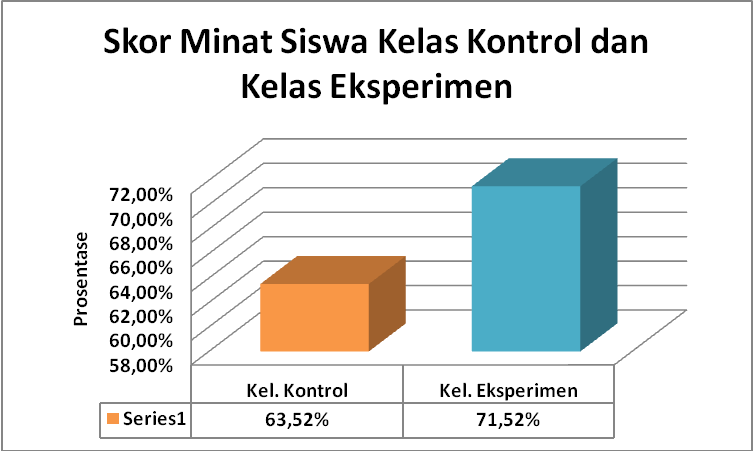 Skor Minat Siswa Kelas Kontrol dan
Kelas Eksperimen
Prosentase
72,00%
70,00%
68,00%
66,00%
64,00%
62,00%
60,00%
58,00%
Kel. Kontrol Kel. Eksperimen
Series1 63,52% 71,52%